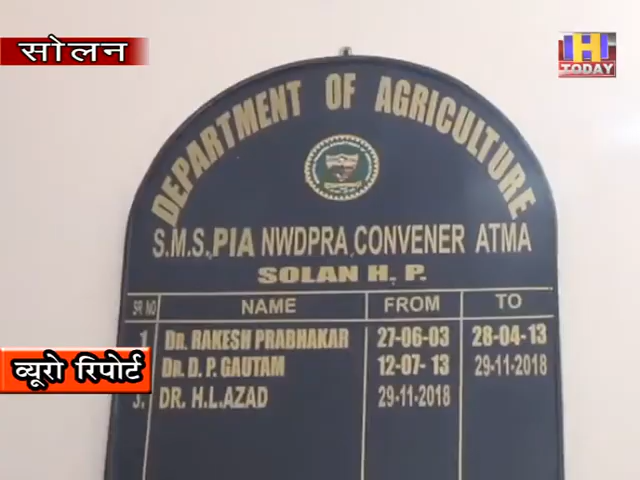 सोलन
H
TODAY
DEPARTMENT OF AGRICULTURE
S.M.S., PIA NWDPRA, CONVENER ATMA
SOLAN H. P.
SR NO NAME FROM TO
1 DR. RAKESH PRABHAKAR 27-06-03 28-04-13
DR. D. P. GAUTAM 12-07-13 29-11-2018
3. DR. H.L.AZAD 29-11-2018
ब्यूरो रिपोर्ट